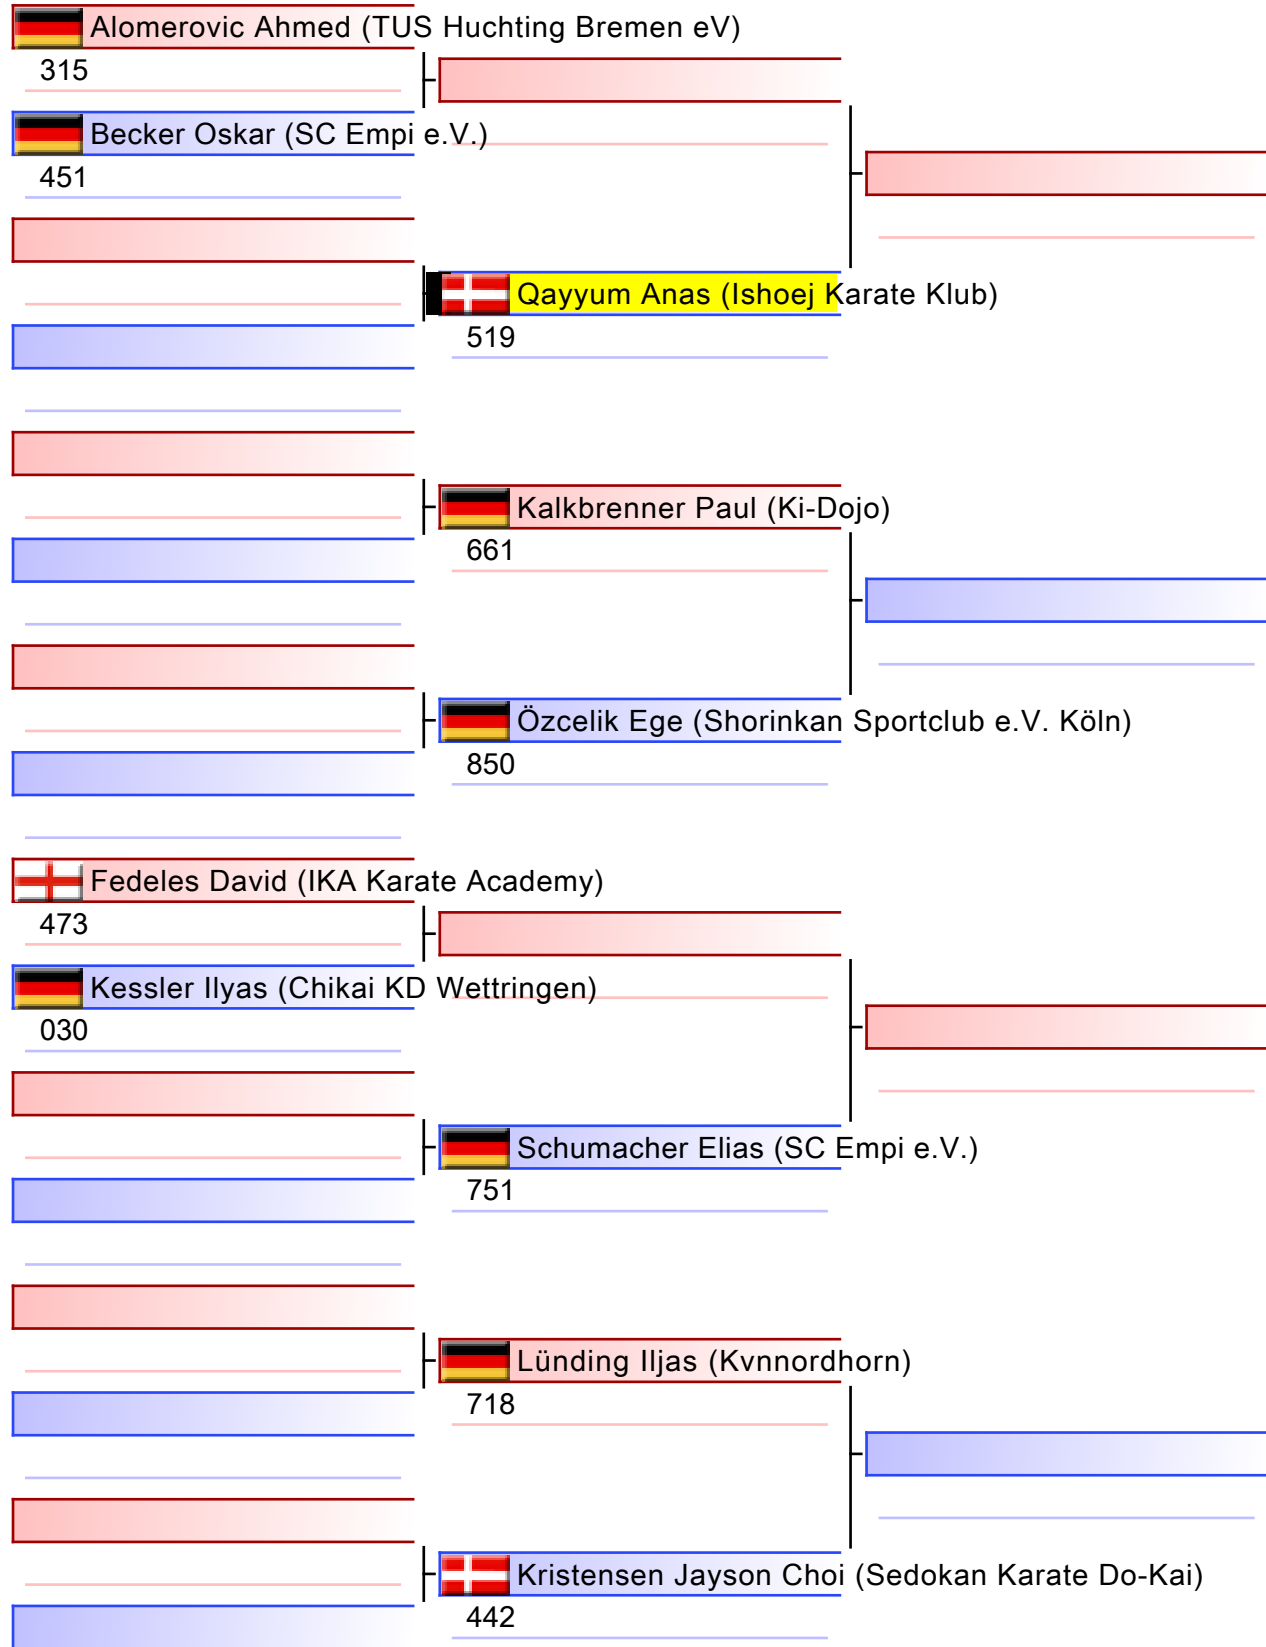 Alomerovic Ahmed (TUS Huchting Bremen eV)
315
Becker Oskar (SC Empi e.V.)
451
Qayyum Anas (Ishoej Karate Klub)
519
Kalkbrenner Paul (Ki-Dojo)
661
Özcelik Ege (Shorinkan Sportclub e.V. Köln)
850
Fedeles David (IKA Karate Academy)
473
Kessler Ilyas (Chikai KD Wettringen)
030
Schumacher Elias (SC Empi e.V.)
751
Lünding Iljas (Kvnnordhorn)
718
Kristensen Jayson Choi (Sedokan Karate Do-Kai)
442